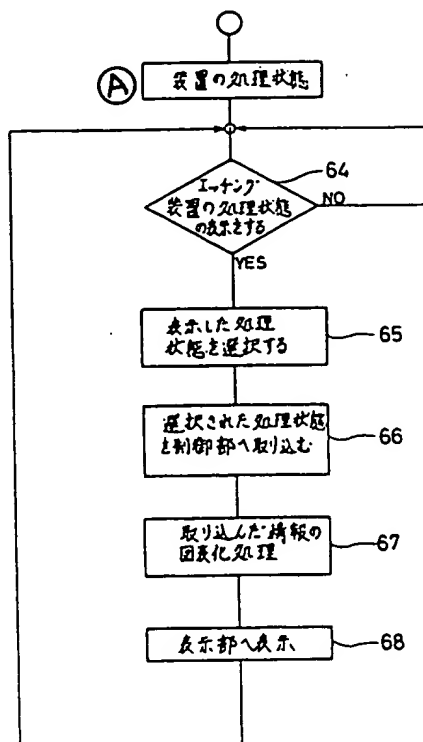 A
装置の処理状態
64
エッチング
装置の処理状態
の表示をする
NO
YES
表示した処理
状態を選択する
65
選択された処理状態
を制御部へ取り込む
66
取り込んだ情報の
図表化処理
67
表示部へ表示
68